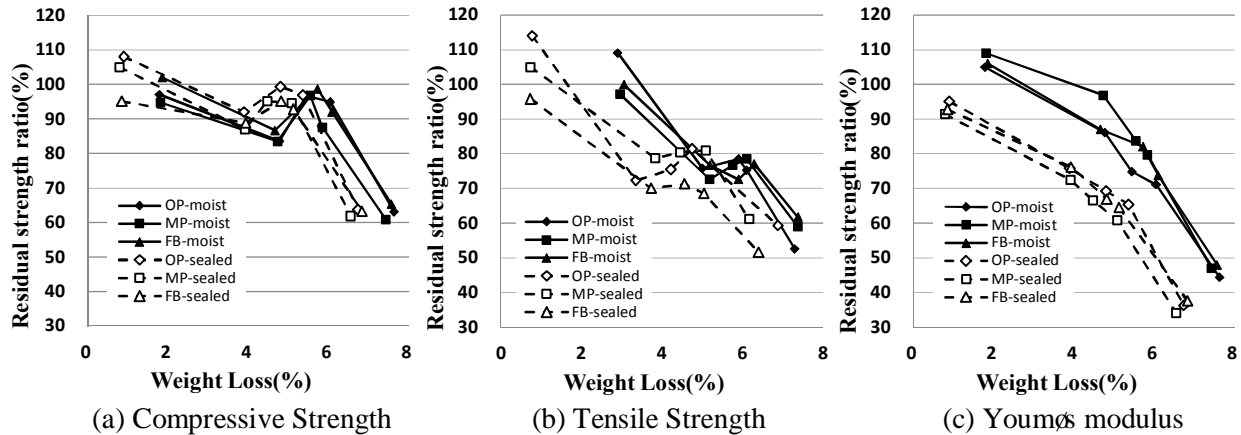 120
110
100
90
80
70
60
50
40
30
Residual strength ratio(%)
OP-moist
MP-moist
FB-moist
OP-sealed
MP-sealed
FB-sealed
0 2 4 6 8
Weight Loss(%)
(a) Compressive Strength
120
110
100
90
80
70
60
50
40
30
Residual strength ratio(%)
OP-moist
MP-moist
FB-moist
OP-sealed
MP-sealed
FB-sealed
0 2 4 6 8
Weight Loss(%)
(b) Tensile Strength
120
110
100
90
80
70
60
50
40
30
Residual strength ratio(%)
OP-moist
MP-moist
FB-moist
OP-sealed
MP-sealed
FB-sealed
0 2 4 6 8
Weight Loss(%)
(c) Youmøs modulus